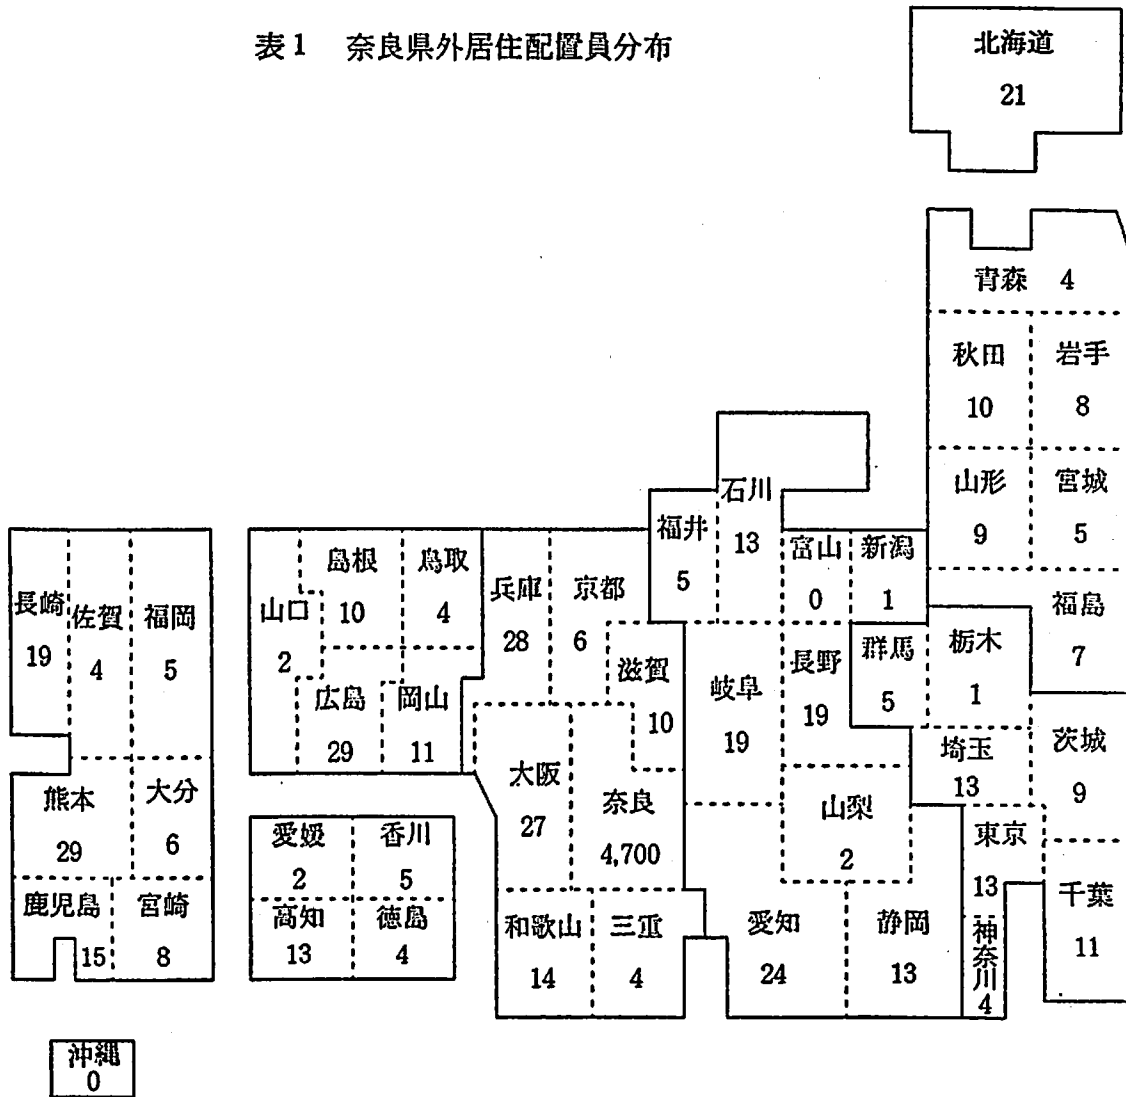 表1 奈良県外居住配置員分布
北海道
21
青森 4
秋田
10
岩手
8
山形
9
宮城
5
福島
7
石川
13
福井
5
富山
0
新潟
1
群馬
5
栃木
1
茨城
9
埼玉
13
東京
13
千葉
11
神奈川
4
長野
19
岐阜
19
山梨
2
愛知
24
静岡
13
兵庫
28
京都
6
滋賀
10
大阪
27
奈良
4,700
和歌山
14
三重
4
島根
10
鳥取
4
山口
2
広島
29
岡山
11
愛媛
2
香川
5
高知
13
徳島
4
長崎
19
佐賀
4
福岡
5
熊本
29
大分
6
鹿児島
15
宮崎
8
沖縄
0